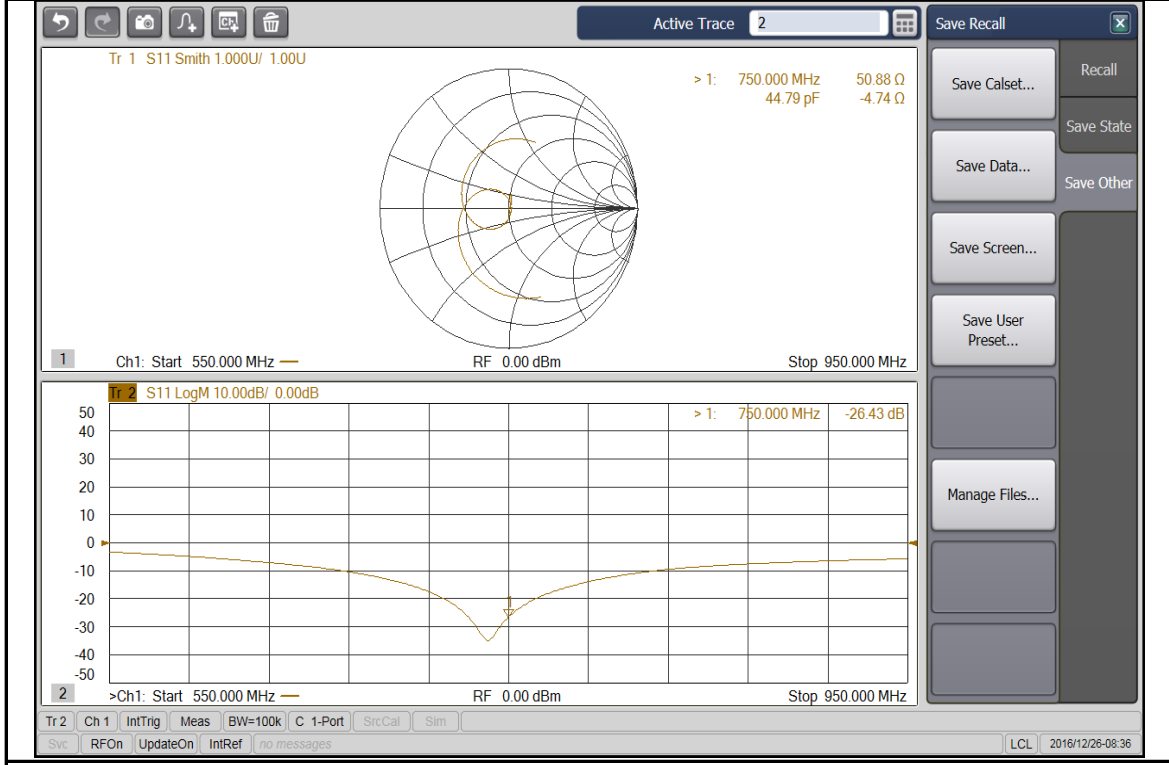 Active Trace 2
Save Recall
Tr 1 S11 Smith 1.000U/ 1.00U
> 1: 750.000 MHz 50.88 Ω
44.79 pF -4.74 Ω
1
Ch1: Start 550.000 MHz
RF 0.00 dBm
Stop 950.000 MHz
Tr 2 S11 LogM 10.00dB/ 0.00dB
> 1: 750.000 MHz -26.43 dB
50
40
30
20
10
0
-10
-20
-30
-40
-50
1
2
>Ch1: Start 550.000 MHz
RF 0.00 dBm
Stop 950.000 MHz
Save Calset...
Save Data...
Save Screen...
Save User
Preset...
Manage Files...
Recall
Save State
Save Other
Tr 2 Ch 1 IntTrig Meas BW=100k C 1-Port SrcCal Sim
Svc RFOn UpdateOn IntRef no messages LCL 2016/12/26-08:36